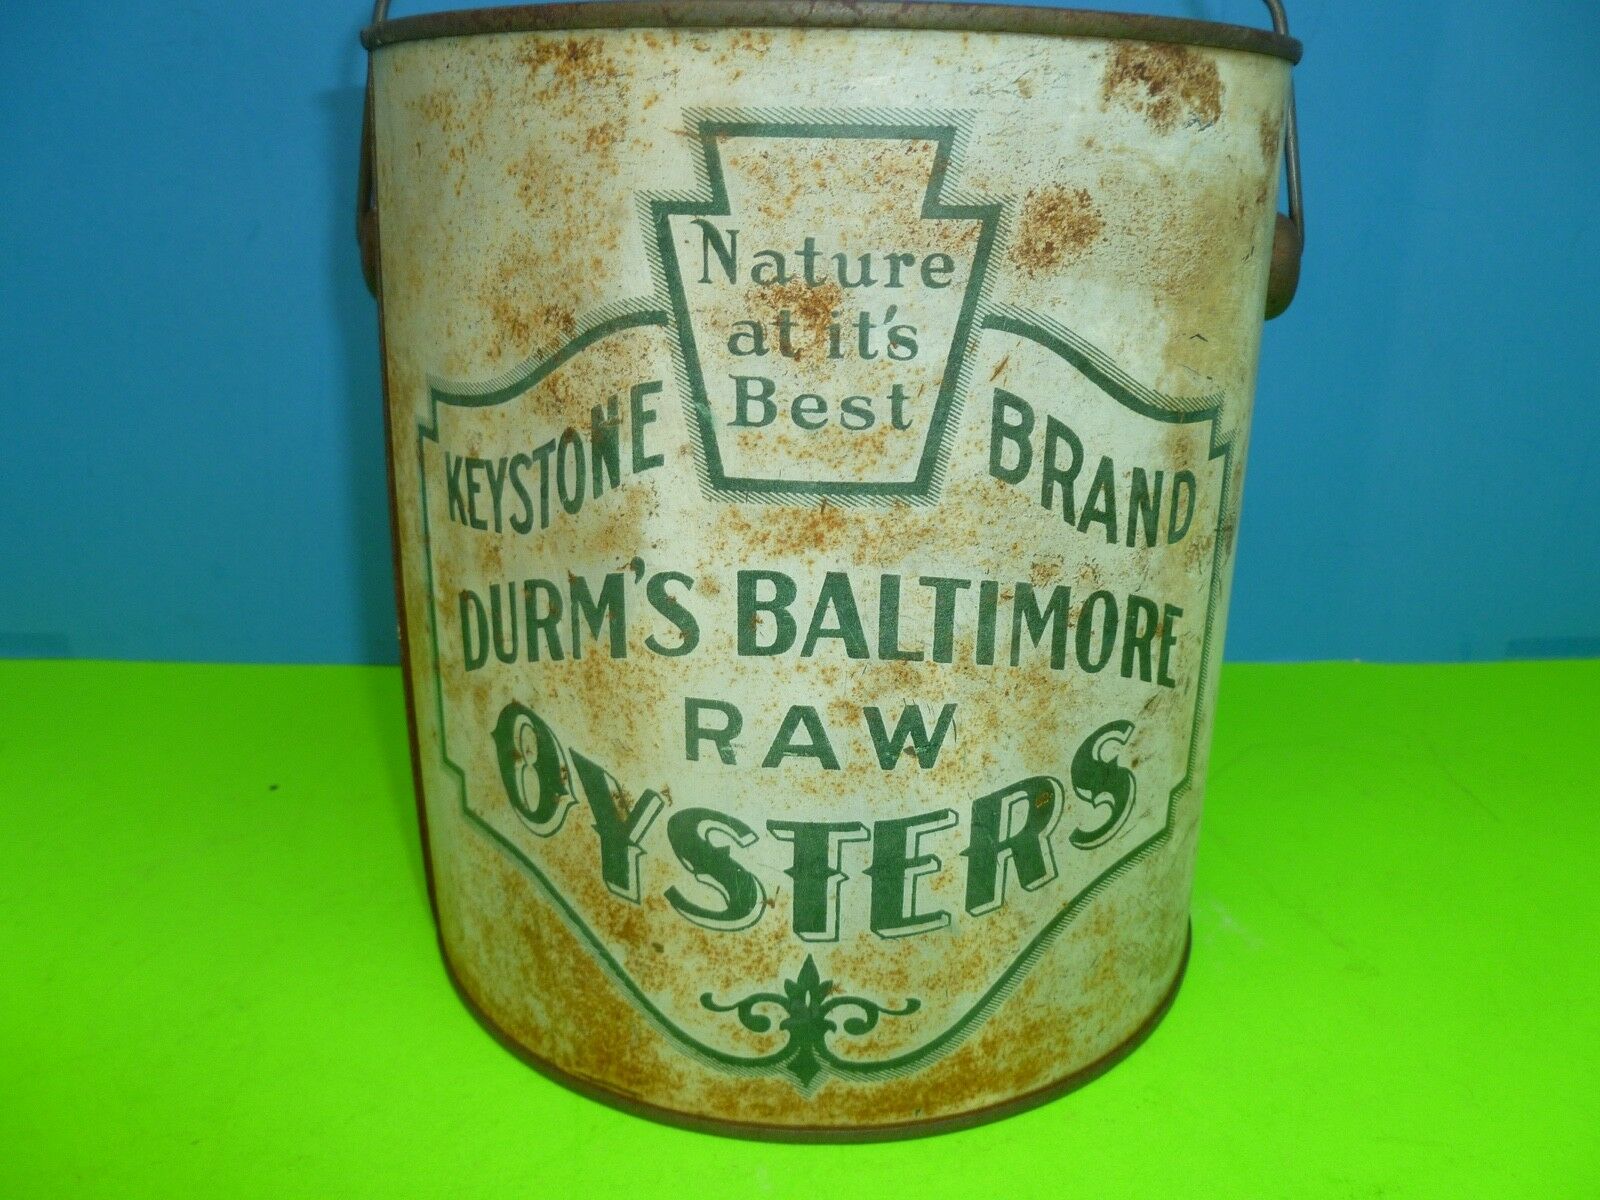 Nature
at it's
Best
KEYSTONE BRAND
DURM'S BALTIMORE
RAW
OYSTERS